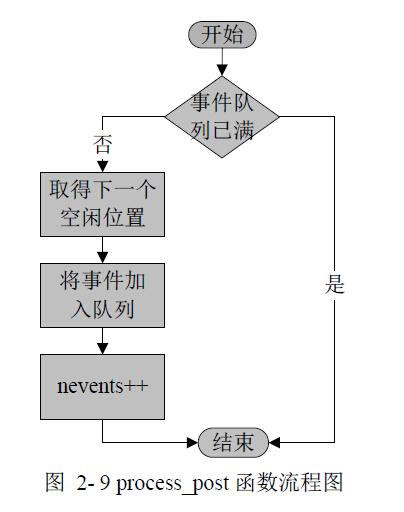 开始
事件队
列已满
否
取得下一个
空闲位置
将事件加
入队列
是
nevents++
结束
图 2- 9 process_post 函数流程图